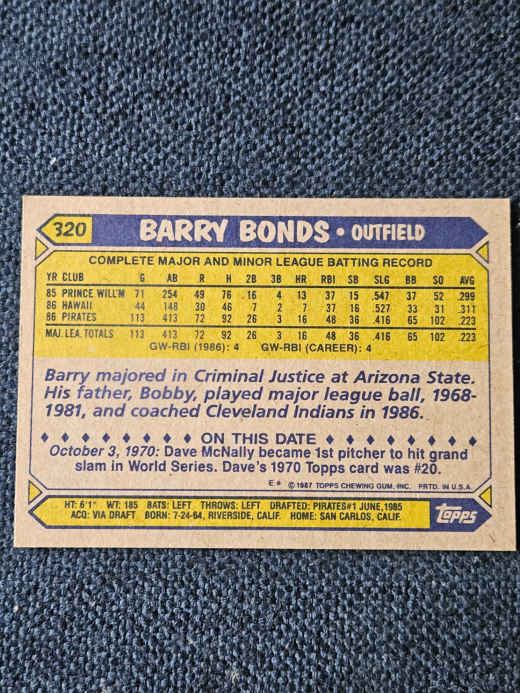 320 BARRY BONDS • OUTFIELD
COMPLETE MAJOR AND MINOR LEAGUE BATTING RECORD
YR CLUB G AB R H 2B 3B HR RBI SB SLG BB SO AVG
85 PRINCE WILL'M 71 254 49 76 16 4 13 37 15 .547 37 52 .299
86 HAWAII 44 148 30 46 7 2 7 37 16 .527 33 31 .311
86 PIRATES 113 413 72 92 26 3 16 48 36 .416 65 102 .223
MAJ. LEA. TOTALS 113 413 72 92 26 3 16 48 36 .416 65 102 .223
GW-RBI (1986): 4 GW-RBI (CAREER): 4
Barry majored in Criminal Justice at Arizona State.
His father, Bobby, played major league ball, 1968-
1981, and coached Cleveland Indians in 1986.
ON THIS DATE
October 3, 1970: Dave McNally became 1st pitcher to hit grand
slam in World Series. Dave's 1970 Topps card was #20.
E* © 1987 TOPPS CHEWING GUM, INC. PRTD. IN U.S.A.
HT: 6'1" WT: 185 BATS: LEFT THROWS: LEFT DRAFTED: PIRATES#1 JUNE,1985
ACQ: VIA DRAFT BORN: 7-24-64, RIVERSIDE, CALIF. HOME: SAN CARLOS, CALIF.
topps